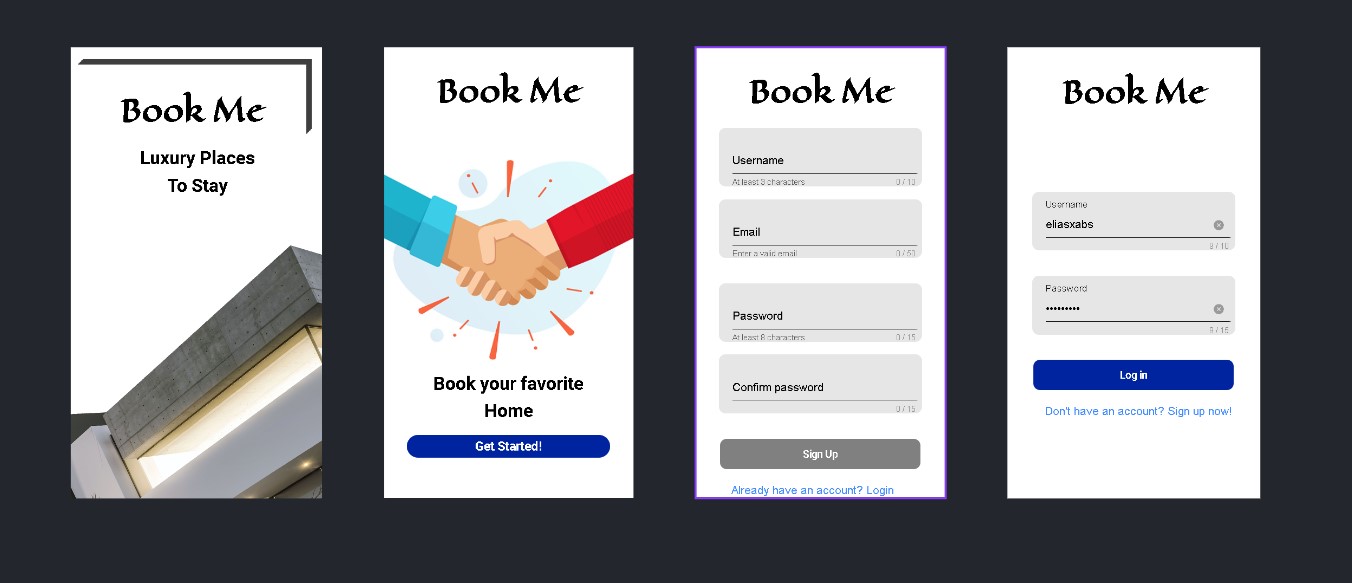 Book Me
Luxury Places
To Stay
Book Me
Book your favorite
Home
Get Started!
Book Me
Username
At least 3 characters 0 / 10
Email
Enter a valid email 0 / 50
Password
At least 8 characters 0 / 15
Confirm password
0 / 15
Sign Up
Already have an account? Login
Book Me
Username
eliasxabs
9 / 10
Password
•••••••••
9 / 15
Log in
Don't have an account? Sign up now!